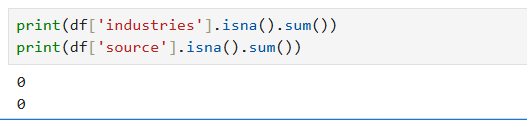 print(df['industries'].isna().sum())
print(df['source'].isna().sum())
0
0